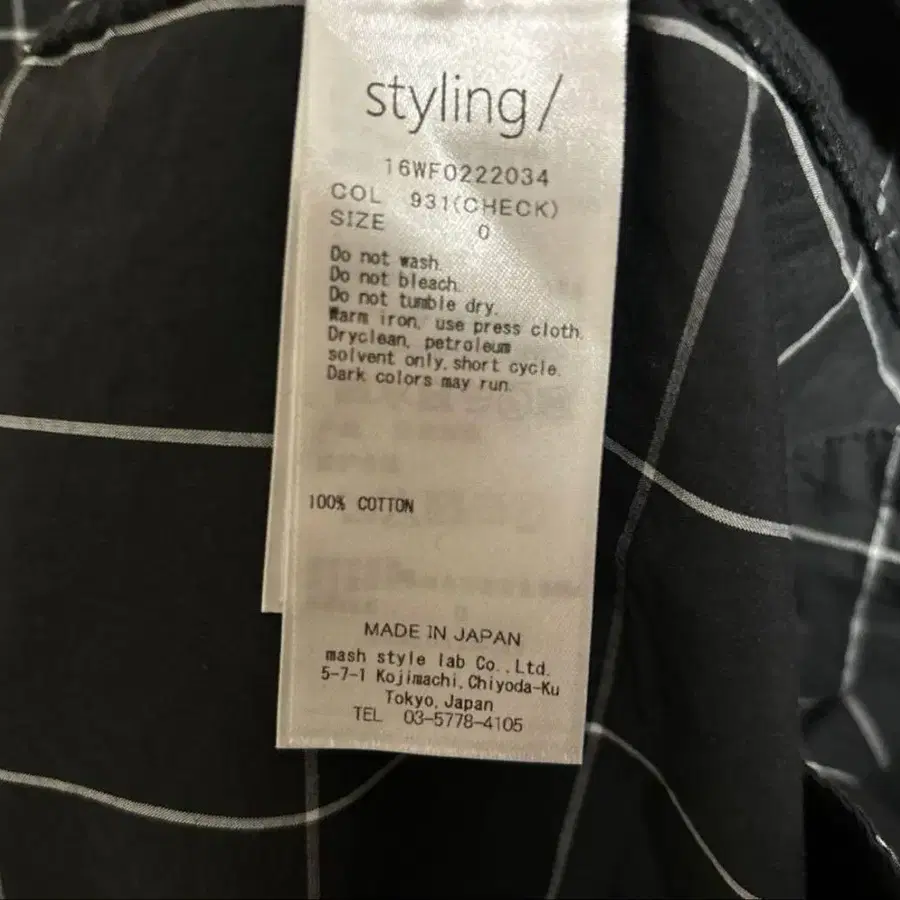 styling/
16WF0222034
COL 931(CHECK)
SIZE 0
Do not wash.
Do not bleach.
Do not tumble dry.
Warm iron, use press cloth.
Dryclean, petroleum
solvent only, short cycle.
Dark colors may run.
100% COTTON
MADE IN JAPAN
mash style lab Co.,Ltd.
5-7-1 Kojimachi,Chiyoda-Ku
Tokyo,Japan
TEL 03-5778-4105